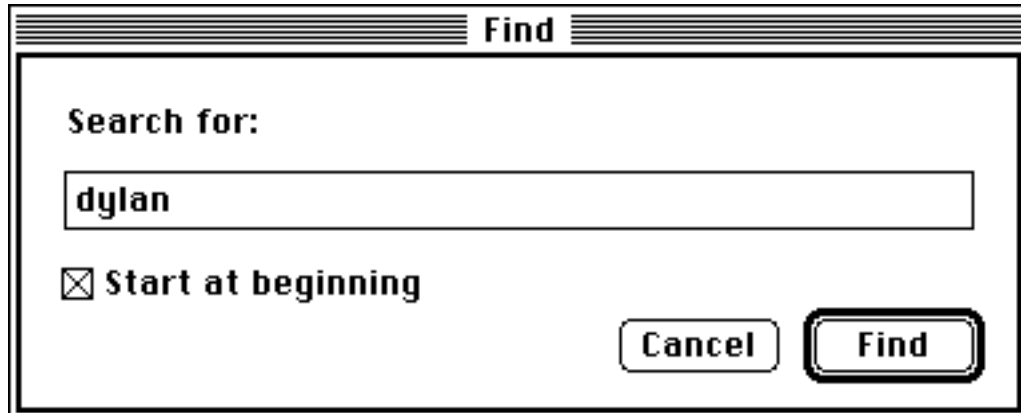 Find
Search for:
dylan
Start at beginning
Cancel Find